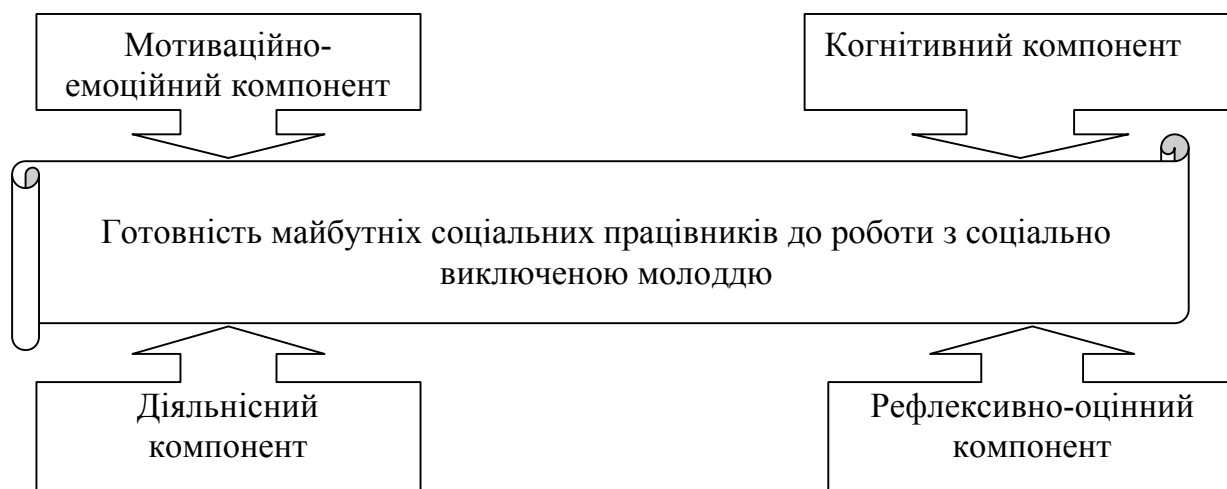 Мотиваційно-
емоційний компонент
Когнітивний компонент
Готовність майбутніх соціальних працівників до роботи з соціально
виключеною молоддю
Діяльнісний
компонент
Рефлексивно-оцінний
компонент